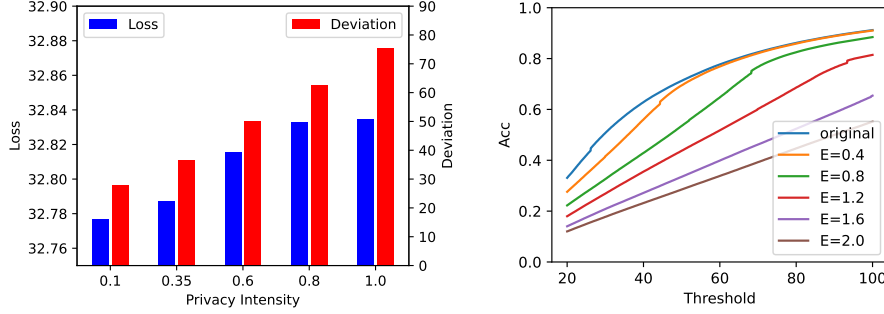 32.90
32.88
32.86
32.84
32.82
32.80
32.78
32.76
Loss
Loss
Deviation
90
80
70
60
50
40
30
20
10
0
Deviation
0.1
0.35
0.6
0.8
1.0
Privacy Intensity
1.0
0.8
0.6
0.4
0.2
0.0
Acc
original
E=0.4
E=0.8
E=1.2
E=1.6
E=2.0
20
40
60
80
100
Threshold